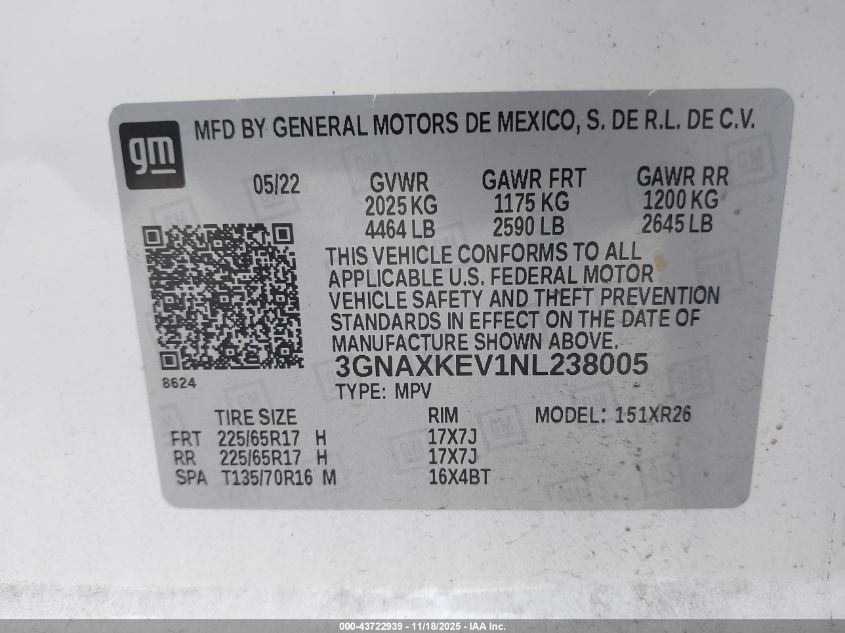 gm
MFD BY GENERAL MOTORS DE MEXICO, S. DE R.L. DE C.V.
05/22 GVWR GAWR FRT GAWR RR
2025 KG 1175 KG 1200 KG
4464 LB 2590 LB 2645 LB
THIS VEHICLE CONFORMS TO ALL
APPLICABLE U.S. FEDERAL MOTOR
VEHICLE SAFETY AND THEFT PREVENTION
STANDARDS IN EFFECT ON THE DATE OF
MANUFACTURE SHOWN ABOVE.
3GNAXKEV1NL238005
8624
TYPE: MPV
TIRE SIZE RIM MODEL: 151XR26
FRT 225/65R17 H 17X7J
RR 225/65R17 H 17X7J
SPA T135/70R16 M 16X4BT
000-43722939 - 11/18/2025 - IAA Inc.